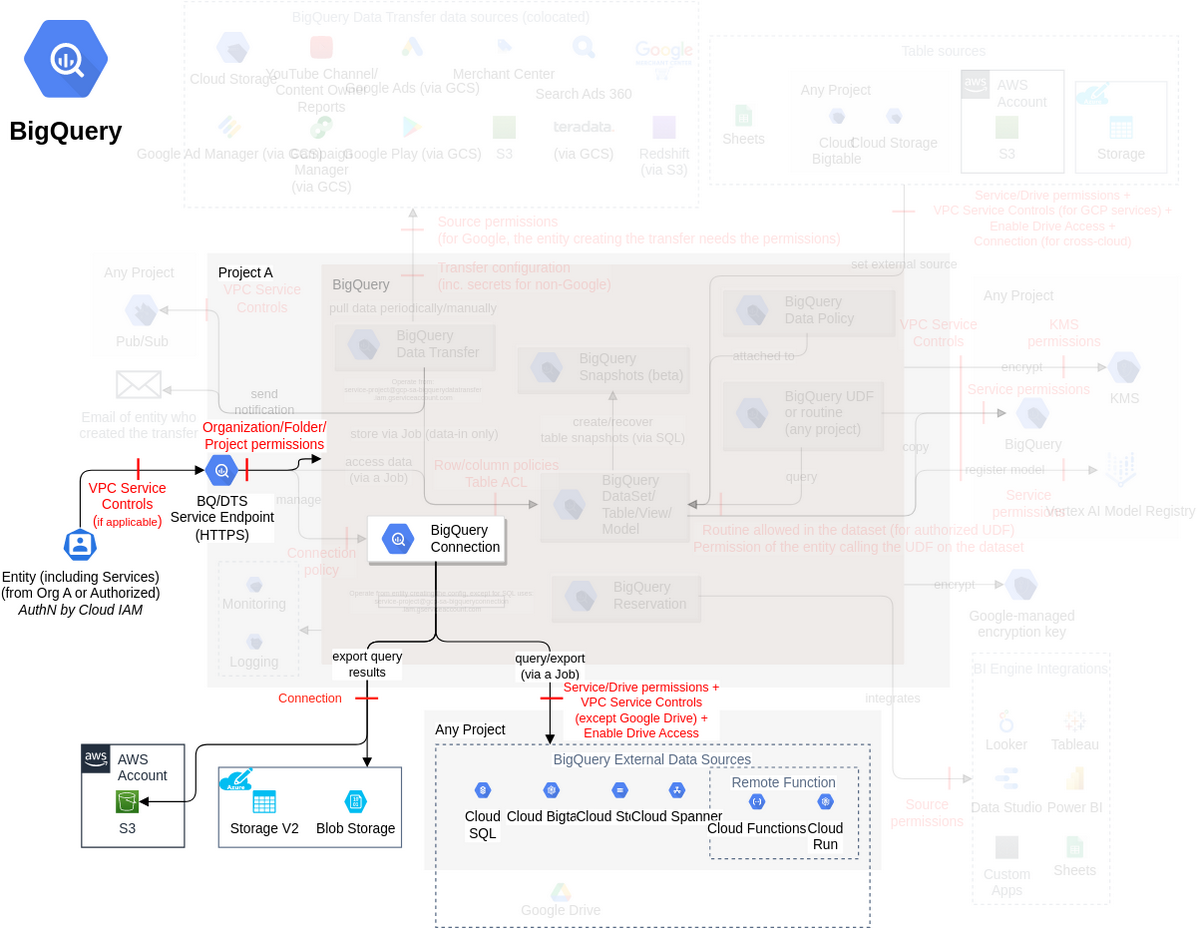 BigQuery
BigQuery Data Transfer data sources (colocated)
Cloud Storage
YouTube Channel/
Content Owner
Reports
Google Ads (via GCS)
Merchant Center
Search Ads 360
Google
Google Ad Manager (via GCS)
Campaign
Manager
(via GCS)
Google Play (via GCS)
S3
teradata.
(via GCS)
Redshift
(via S3)
Table sources
Sheets
Any Project
Cloud
Bigtable
Cloud Storage
aws
AWS
Account
S3
Azure
Storage
Source permissions
(for Google, the entity creating the transfer needs the permissions)
Service/Drive permissions +
VPC Service Controls (for GCP services) +
Enable Drive Access +
Connection (for cross-cloud)
Transfer configuration
(inc. secrets for non-Google)
set external source
Any Project
Pub/Sub
Project A
VPC Service
Controls
BigQuery
pull data periodically/manually
BigQuery
Data Transfer
BigQuery
Snapshots (beta)
BigQuery
Data Policy
attached to
BigQuery UDF
or routine
(any project)
Email of entity who
created the transfer
send
notification
store via Job (data-in only)
create/recover
table snapshots (via SQL)
Any Project
VPC Service
Controls
KMS
permissions
encrypt
KMS
Service permissions
BigQuery
copy
register model
Service
permissions
Vertex AI Model Registry
Organization/Folder/
Project permissions
VPC Service
Controls
(if applicable)
BQ/DTS
Service Endpoint
(HTTPS)
Entity (including Services)
(from Org A or Authorized)
AuthN by Cloud IAM
access data
(via a Job)
Row/column policies
Table ACL
manage
BigQuery
DataSet/
Table/View/
Model
query
Routine allowed in the dataset (for authorized UDF)
Permission of the entity calling the UDF on the dataset
Connection
policy
BigQuery
Connection
Monitoring
Logging
BigQuery
Reservation
encrypt
Google-managed
encryption key
export query
results
query/export
(via a Job)
Connection
Service/Drive permissions +
VPC Service Controls
(except Google Drive) +
Enable Drive Access
integrates
BI Engine Integrations
Looker
Tableau
Data Studio
Power BI
Custom
Apps
Sheets
Source
permissions
aws
AWS
Account
S3
Azure
Storage V2
Blob Storage
Any Project
BigQuery External Data Sources
Cloud
SQL
Cloud Bigta
Cloud Sto
Cloud Spanner
Remote Function
Cloud Functions
Cloud
Run
Google Drive